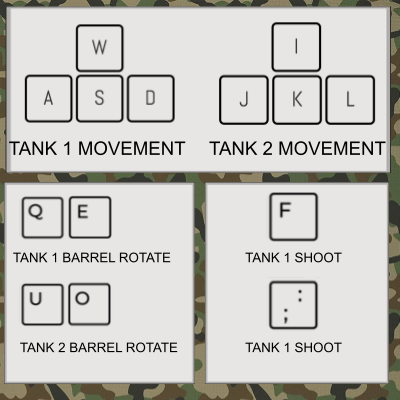 W
A S D
TANK 1 MOVEMENT
I
J K L
TANK 2 MOVEMENT
Q E
TANK 1 BARREL ROTATE
U O
TANK 2 BARREL ROTATE
F
TANK 1 SHOOT
: ;
TANK 1 SHOOT